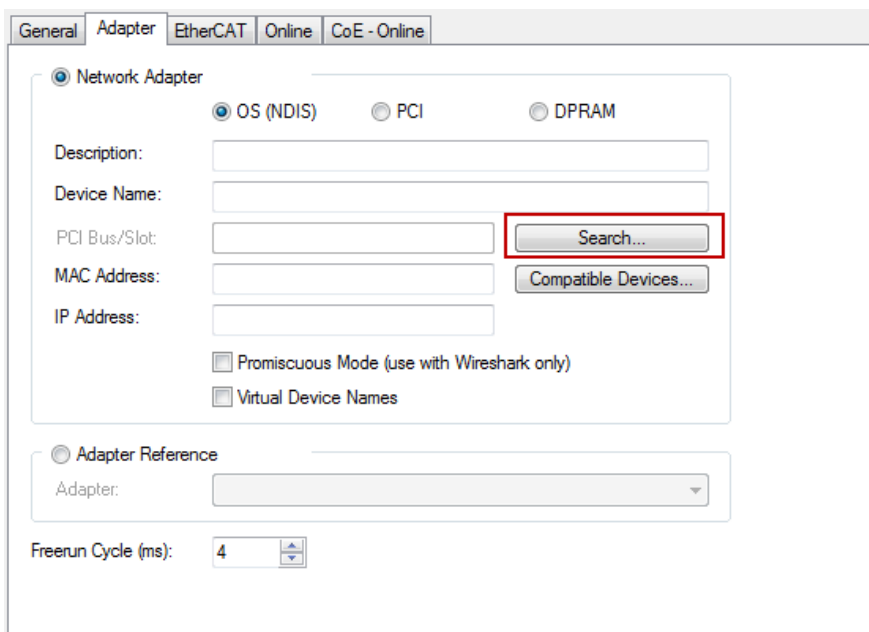 General Adapter EtherCAT Online CoE - Online
Network Adapter
OS (NDIS) PCI DPRAM
Description:
Device Name:
PCI Bus/Slot: Search...
MAC Address: Compatible Devices...
IP Address:
Promiscuous Mode (use with Wireshark only)
Virtual Device Names
Adapter Reference
Adapter:
Freerun Cycle (ms): 4